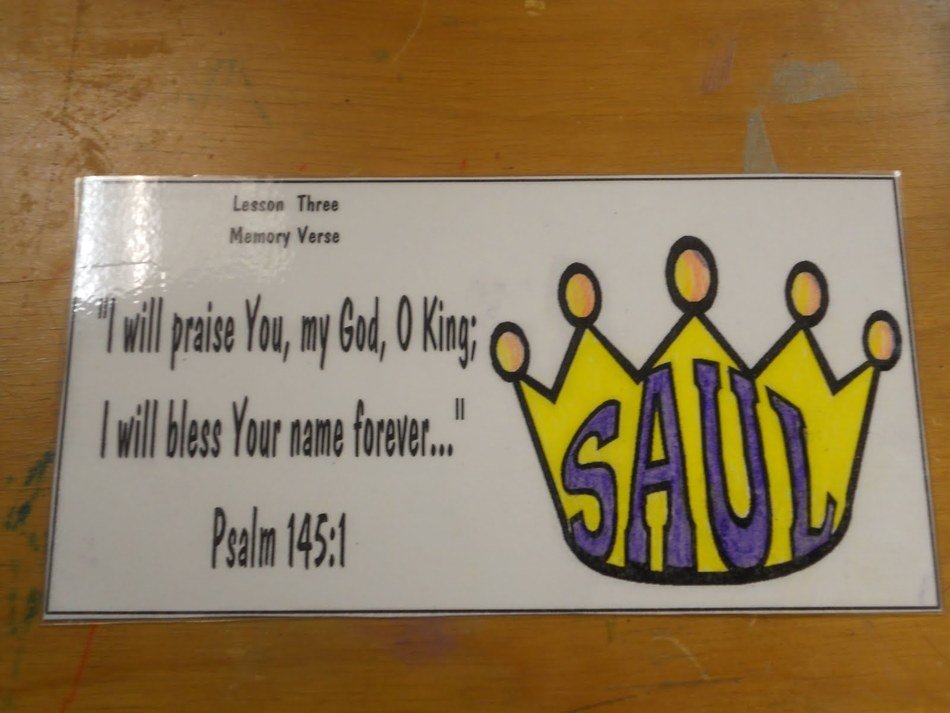 Lesson Three
Memory Verse
"I will praise You, my God, O King;
I will bless Your name forever..."
Psalm 145:1
SAUL